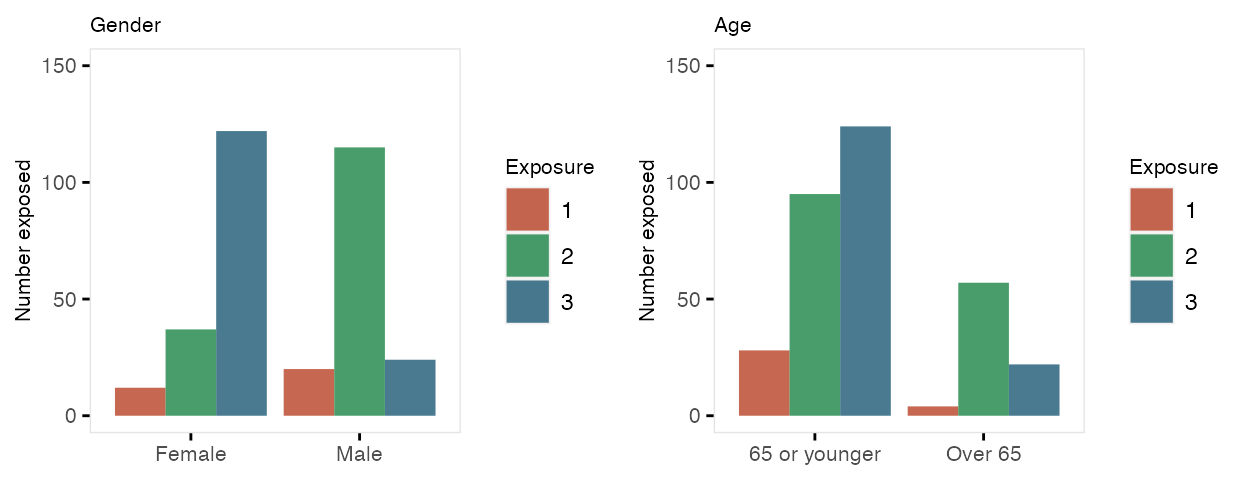 Gender
150
100
50
0
Number exposed
Female Male
Exposure
1
2
3
Age
150
100
50
0
Number exposed
65 or younger Over 65
Exposure
1
2
3